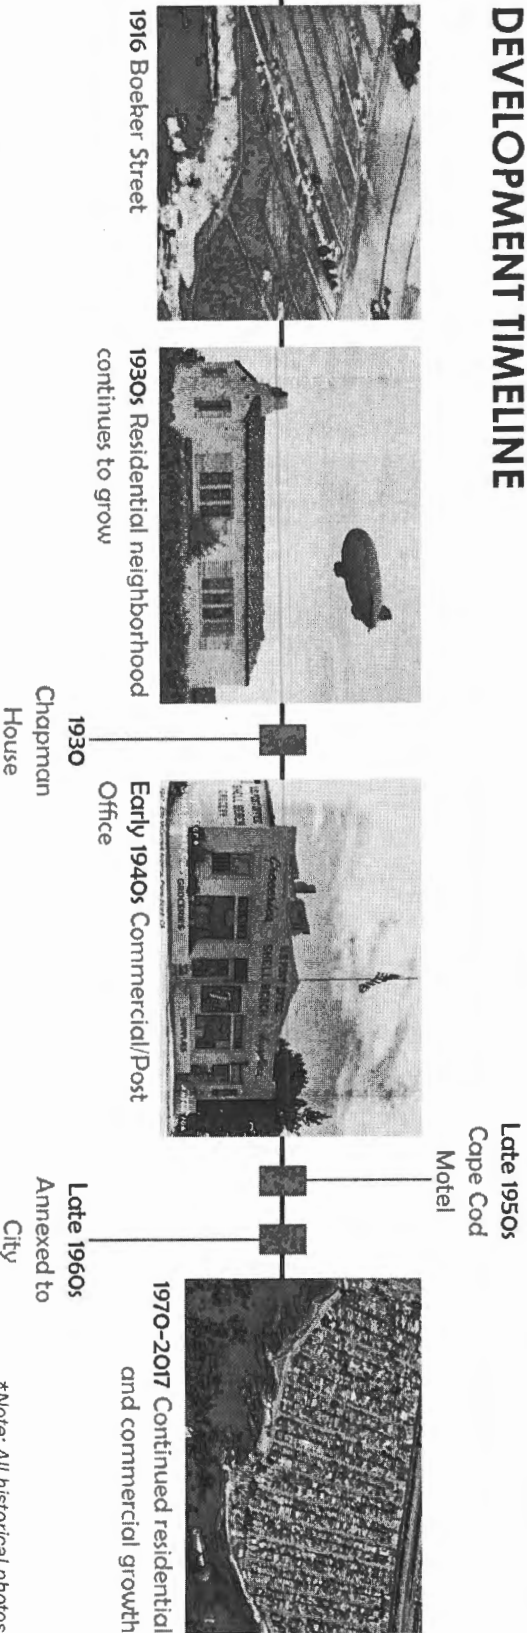 DEVELOPMENT TIMELINE
1916 Boeker Street
1930s Residential neighborhood
continues to grow
1930
Chapman
House
Early 1940s Commercial/Post
Office
GROCERIES
Late 1950s
Cape Cod
Motel
Late 1960s
Annexed to
City
1970-2017 Continued residential
and commercial growth
*Note: All historical photos